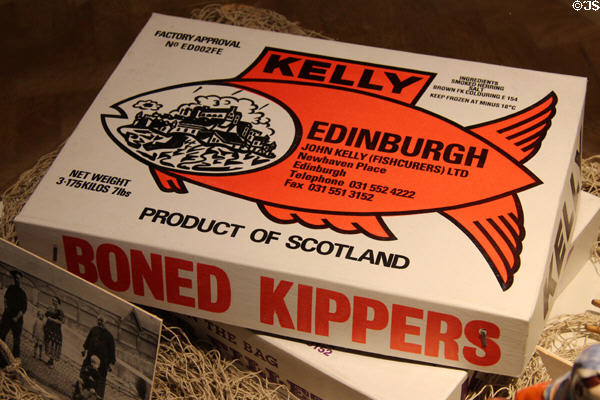 © JS
FACTORY APPROVAL
No ED002FE
KELLY
INGREDIENTS
SMOKED HERRING
SALT
BROWN FK COLOURING E 154
KEEP FROZEN AT MINUS 18°C
EDINBURGH
JOHN KELLY (FISHCURERS) LTD
Newhaven Place
Edinburgh
Telephone 031 552 4222
Fax 031 551 3152
NET WEIGHT
3·175KILOS 7lbs
PRODUCT OF SCOTLAND
BONED KIPPERS
KELLY
IN THE BAG